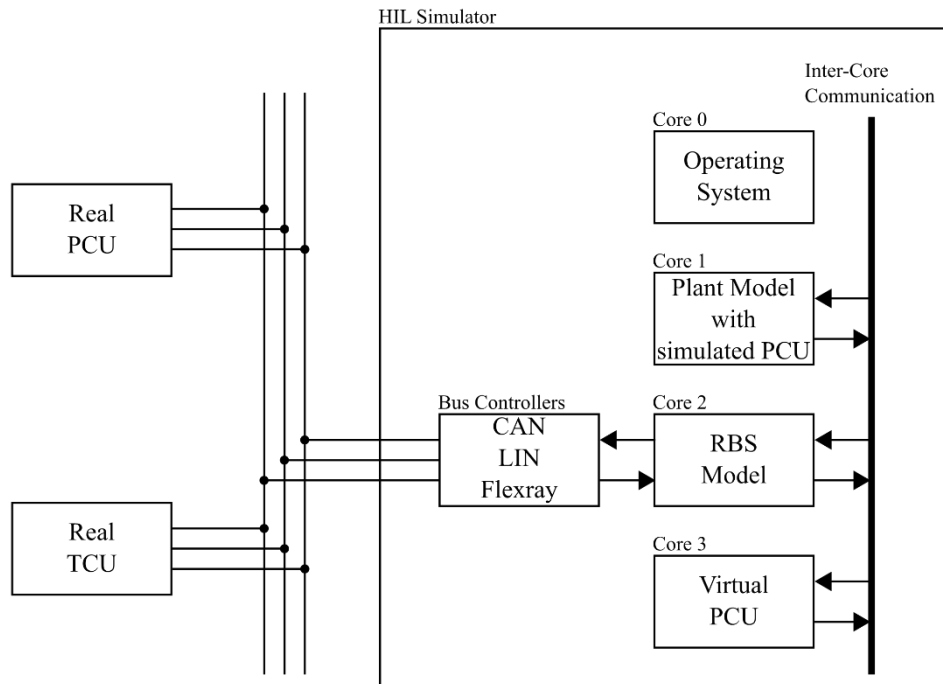 HIL Simulator
Inter-Core
Communication
Core 0
Operating
System
Real
PCU
Core 1
Plant Model
with
simulated PCU
Bus Controllers
CAN
LIN
Flexray
Core 2
RBS
Model
Real
TCU
Core 3
Virtual
PCU